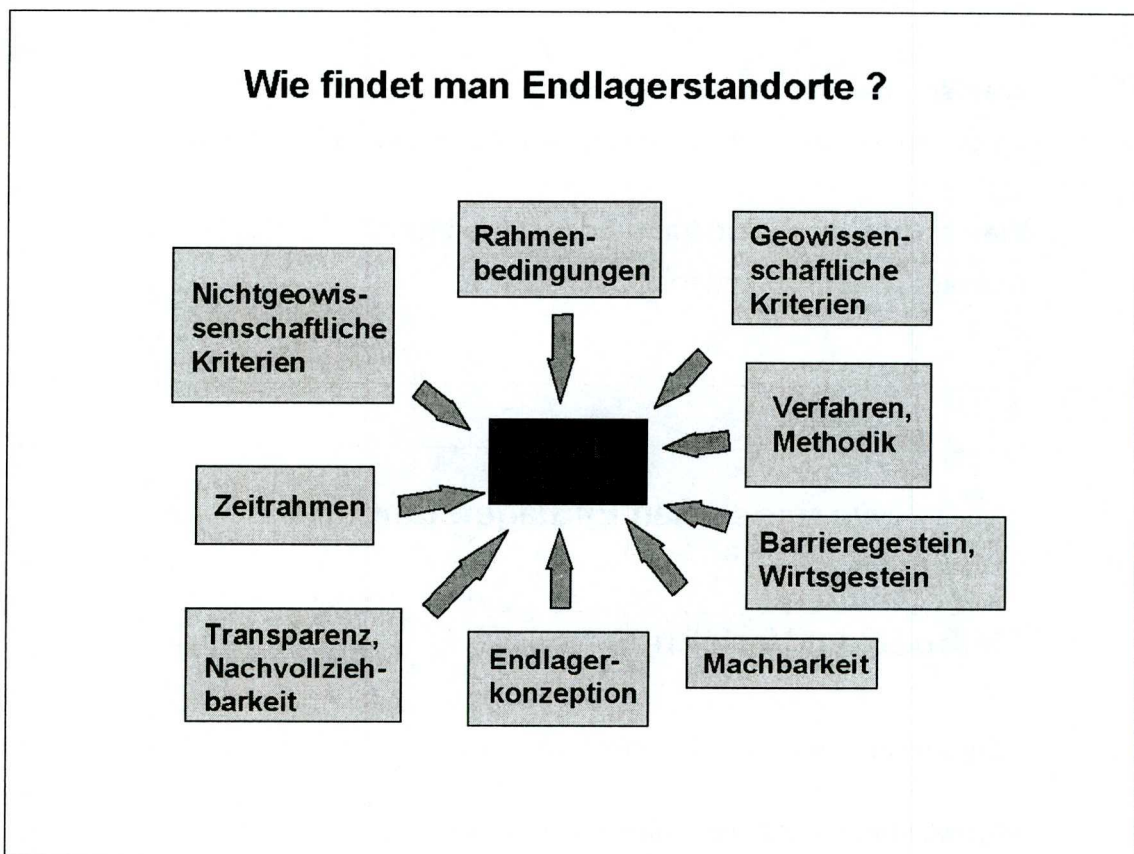 Wie findet man Endlagerstandorte ?
Rahmen-
bedingungen
Geowissen-
schaftliche
Kriterien
Nichtgeowis-
senschaftliche
Kriterien
Verfahren,
Methodik
Zeitrahmen
Barrieregestein,
Wirtsgestein
Transparenz,
Nachvollzieh-
barkeit
Endlager-
konzeption
Machbarkeit